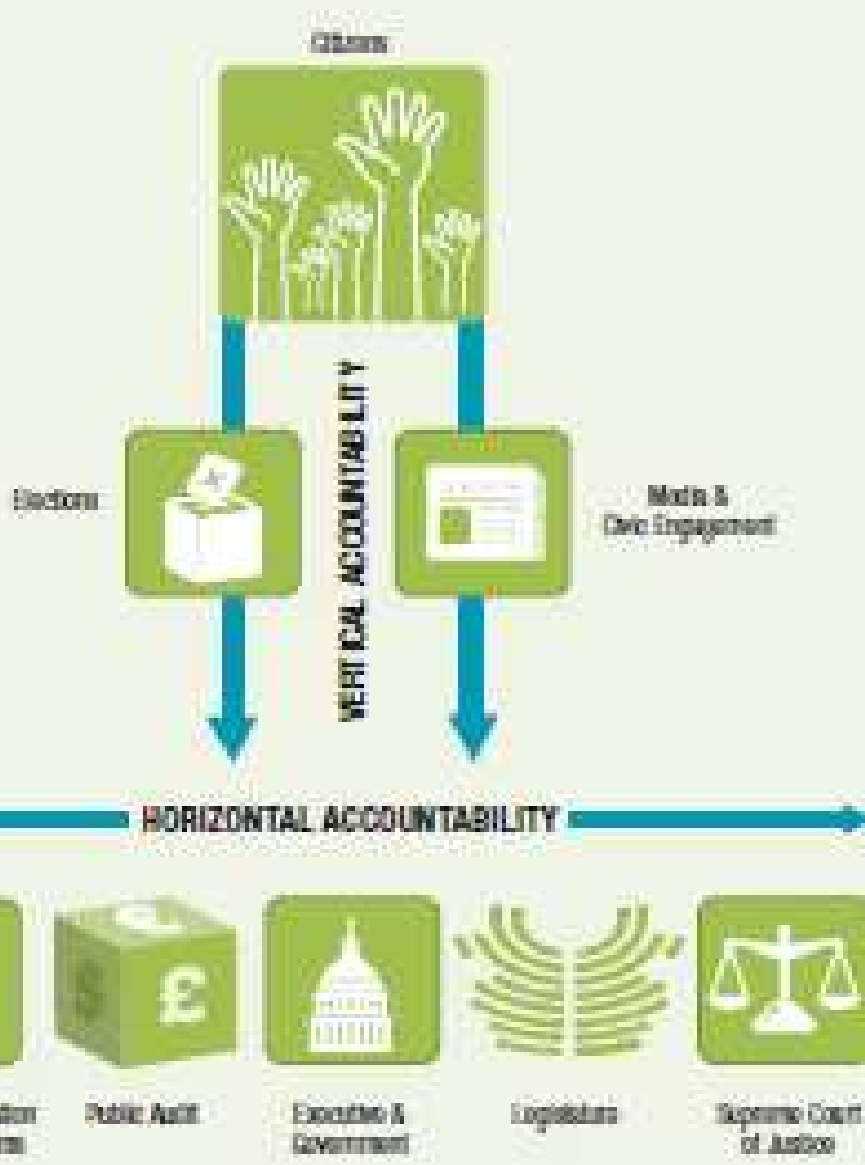 Citizens
VERTICAL ACCOUNTABILITY
Elections
Media &
Civic Engagement
HORIZONTAL ACCOUNTABILITY
$
£
Public Audit
Executive &
Government
Legislature
Supreme Court
of Justice